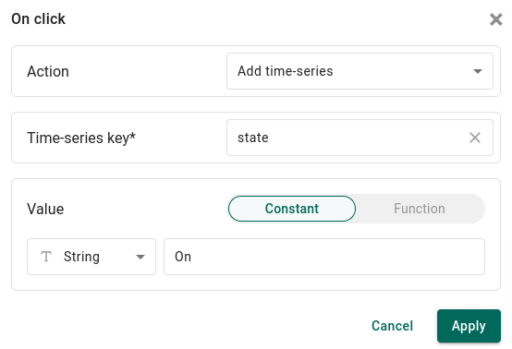 On click
Action
Add time-series
Time-series key*
state
Value
Constant
Function
String
On
Cancel
Apply